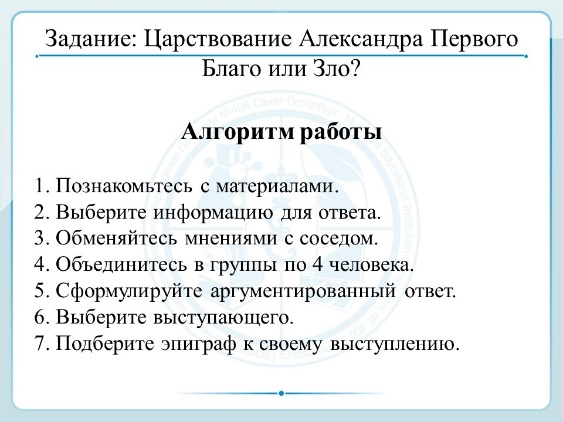 Задание: Царствование Александра Первого
Благо или Зло?
Алгоритм работы
1. Познакомьтесь с материалами.
2. Выберите информацию для ответа.
3. Обменяйтесь мнениями с соседом.
4. Объединитесь в группы по 4 человека.
5. Сформулируйте аргументированный ответ.
6. Выберите выступающего.
7. Подберите эпиграф к своему выступлению.